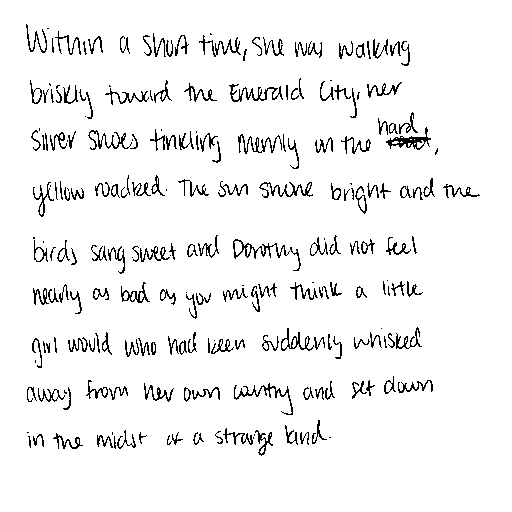 Within a short time, she was walking
briskly toward the Emerald City, her
Silver Shoes tinkling merrily on the hard,
yellow roadbed. The sun shone bright and the
birds sang sweet and Dorothy did not feel
nearly as bad as you might think a little
girl would who had been suddenly whisked
away from her own country and set down
in the midst of a strange land.